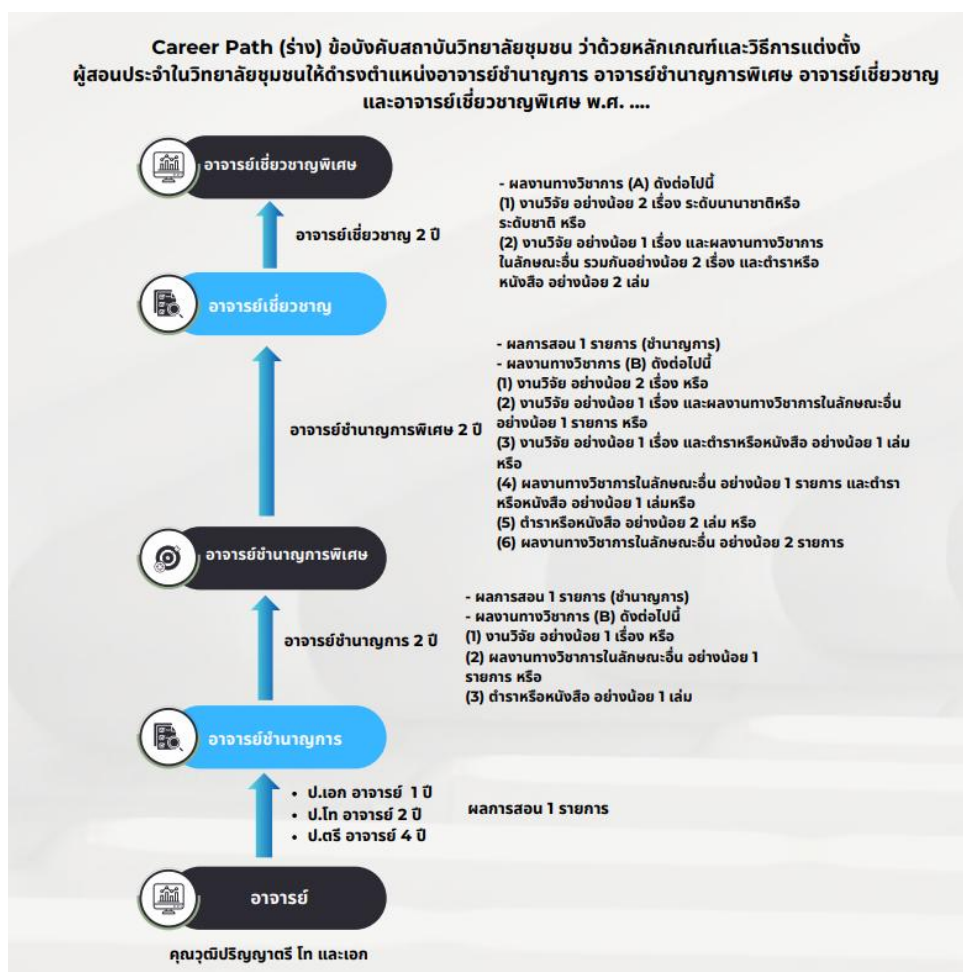 Career Path (ร่าง) ข้อบังคับสถาบันวิทยาลัยชุมชน ว่าด้วยหลักเกณฑ์และวิธีการแต่งตั้ง
ผู้สอนประจำในวิทยาลัยชุมชนให้ดำรงตำแหน่งอาจารย์ชำนาญการ อาจารย์ชำนาญการพิเศษ อาจารย์เชี่ยวชาญ
และอาจารย์เชี่ยวชาญพิเศษ พ.ศ. ....
อาจารย์เชี่ยวชาญพิเศษ
อาจารย์เชี่ยวชาญ 2 ปี
- ผลงานทางวิชาการ (A) ดังต่อไปนี้
(1) งานวิจัย อย่างน้อย 2 เรื่อง ระดับนานาชาติหรือ
ระดับชาติ หรือ
(2) งานวิจัย อย่างน้อย 1 เรื่อง และผลงานทางวิชาการ
ในลักษณะอื่น รวมกันอย่างน้อย 2 เรื่อง และตำราหรือ
หนังสือ อย่างน้อย 2 เล่ม
อาจารย์เชี่ยวชาญ
อาจารย์ชำนาญการพิเศษ 2 ปี
- ผลการสอน 1 รายการ (ชำนาญการ)
- ผลงานทางวิชาการ (B) ดังต่อไปนี้
(1) งานวิจัย อย่างน้อย 2 เรื่อง หรือ
(2) งานวิจัย อย่างน้อย 1 เรื่อง และผลงานทางวิชาการในลักษณะอื่น
อย่างน้อย 1 รายการ หรือ
(3) งานวิจัย อย่างน้อย 1 เรื่อง และตำราหรือหนังสือ อย่างน้อย 1 เล่ม
หรือ
(4) ผลงานทางวิชาการในลักษณะอื่น อย่างน้อย 1 รายการ และตำรา
หรือหนังสือ อย่างน้อย 1 เล่มหรือ
(5) ตำราหรือหนังสือ อย่างน้อย 2 เล่ม หรือ
(6) ผลงานทางวิชาการในลักษณะอื่น อย่างน้อย 2 รายการ
อาจารย์ชำนาญการพิเศษ
อาจารย์ชำนาญการ 2 ปี
- ผลการสอน 1 รายการ (ชำนาญการ)
- ผลงานทางวิชาการ (B) ดังต่อไปนี้
(1) งานวิจัย อย่างน้อย 1 เรื่อง หรือ
(2) ผลงานทางวิชาการในลักษณะอื่น อย่างน้อย 1
รายการ หรือ
(3) ตำราหรือหนังสือ อย่างน้อย 1 เล่ม
อาจารย์ชำนาญการ
• ป.เอก อาจารย์ 1 ปี
• ป.โท อาจารย์ 2 ปี
• ป.ตรี อาจารย์ 4 ปี
ผลการสอน 1 รายการ
อาจารย์
คุณวุฒิปริญญาตรี โท และเอก